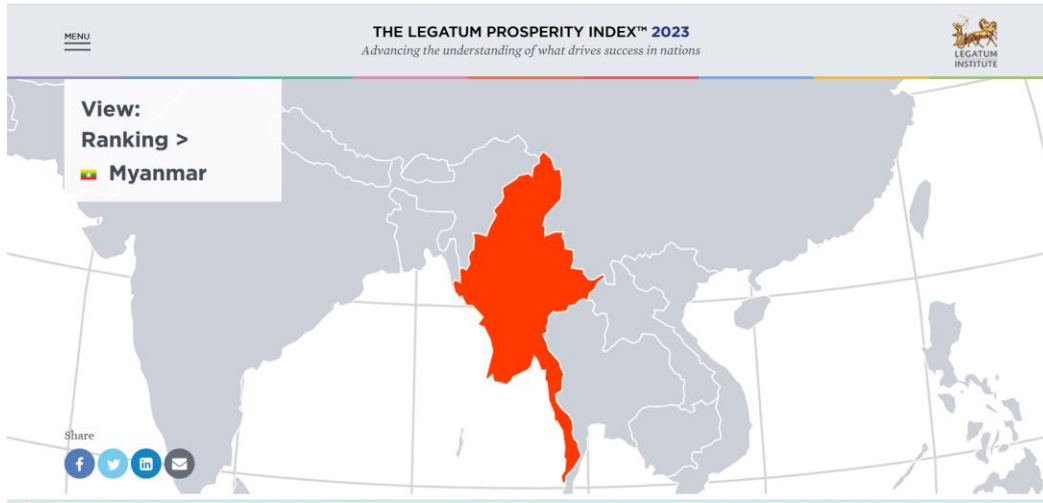 MENU
THE LEGATUM PROSPERITY INDEX™ 2023
Advancing the understanding of what drives success in nations
LEGATUM
INSTITUTE
View:
Ranking >
Myanmar
Share